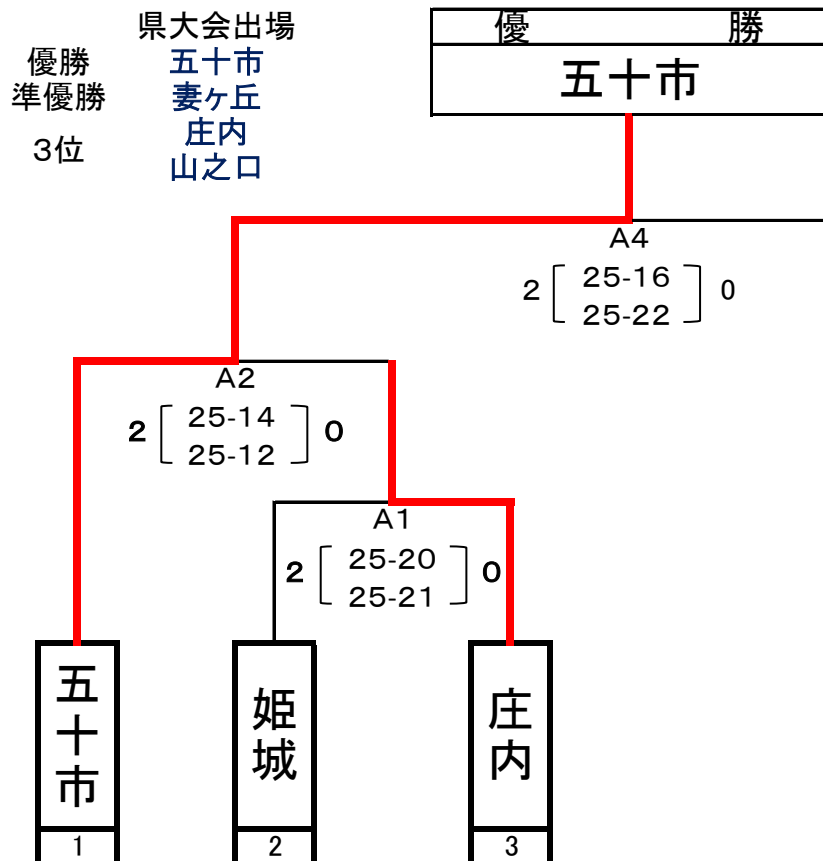 県大会出場
優勝 五十市
準優勝 妻ヶ丘
3位 庄内
山之口
優 勝
五十市
A4
2 [ 25-16 ] 0
25-22
A2
2 [ 25-14 ] 0
25-12
A1
2 [ 25-20 ] 0
25-21
五十市
1
姫城
2
庄内
3